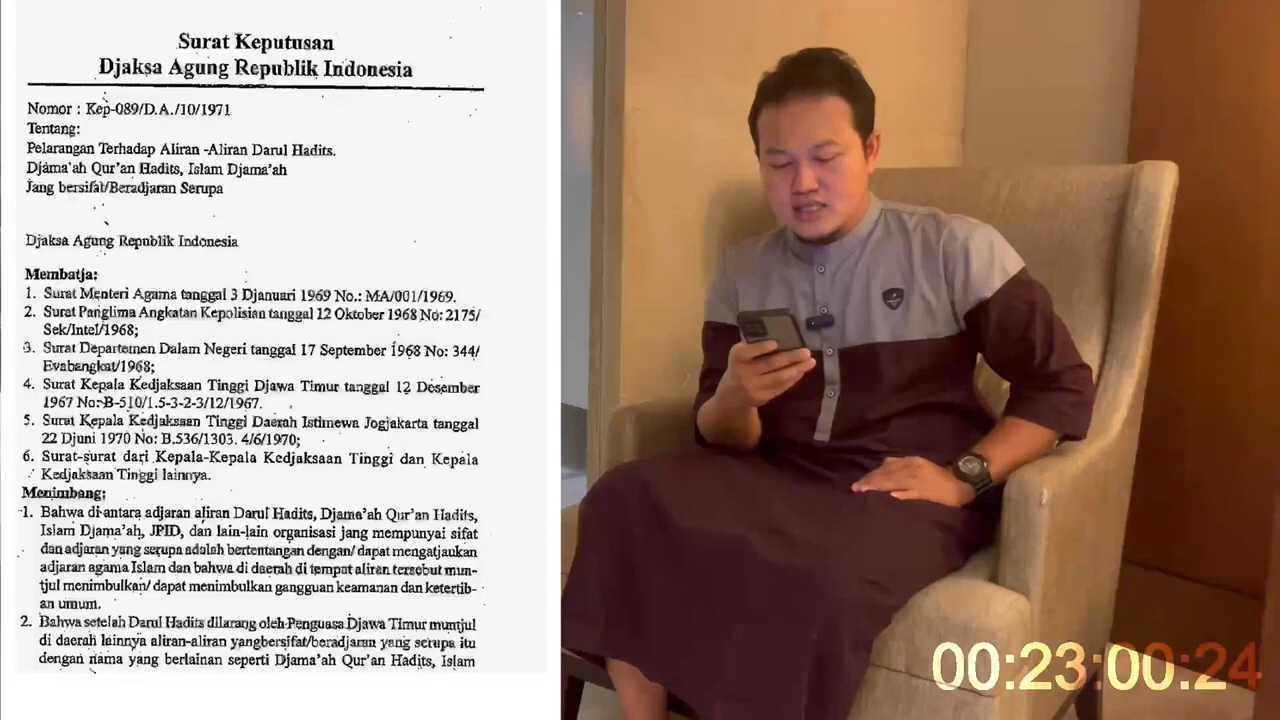 Surat Keputusan
Djaksa Agung Republik Indonesia
Nomor : Kep-089/D.A./10/1971
Tentang:
Pelarangan Terhadap Aliran -Aliran Darul Hadits.
Djama'ah Qur'an Hadits, Islam Djama'ah
Jang bersifat/Beradjaran Serupa
Djaksa Agung Republik Indonesia
Membatja:
1. Surat Menteri Agama tanggal 3 Djanuari 1969 No.: MA/001/1969.
2. Surat Panglima Angkatan Kepolisian tanggal 12 Oktober 1968 No: 2175/
Sek/Intel/1968;
3. Surat Departemen Dalam Negeri tanggal 17 September 1968 No: 344/
Evabangkat/1968;
4. Surat Kepala Kedjaksaan Tinggi Djawa Timur tanggal 12 Desember
1967 No:B-510/1.5-3-2-3/12/1967.
5. Surat Kepala Kedjaksaan Tinggi Daerah Istimewa Jogjakarta tanggal
22 Djuni 1970 No: B.536/1303. 4/6/1970;
6. Surat-surat dari Kepala-Kepala Kedjaksaan Tinggi dan Kepala
Kedjaksaan Tinggi lainnya.
Menimbang:
1. Bahwa di-antara adjaran aliran Darul Hadits, Djama'ah Qur'an Hadits,
Islam Djama'ah, JPID, dan lain-lain organisasi jang mempunyai sifat
dan adjaran yang serupa adalah bertentangan dengan/ dapat mengatjaukan
adjaran agama Islam dan bahwa di daerah di tempat aliran tersebut mun-
tjul menimbulkan/ dapat menimbulkan gangguan keamanan dan ketertib-
an umum.
2. Bahwa setelah Darul Hadits dilarang oleh Penguasa Djawa Timur muntjul
di daerah lainnya aliran-aliran yangbersifat/beradjaran yang serupa itu
dengan nama yang berlainan seperti Djama'ah Qur'an Hadits, Islam
00:23:00:24